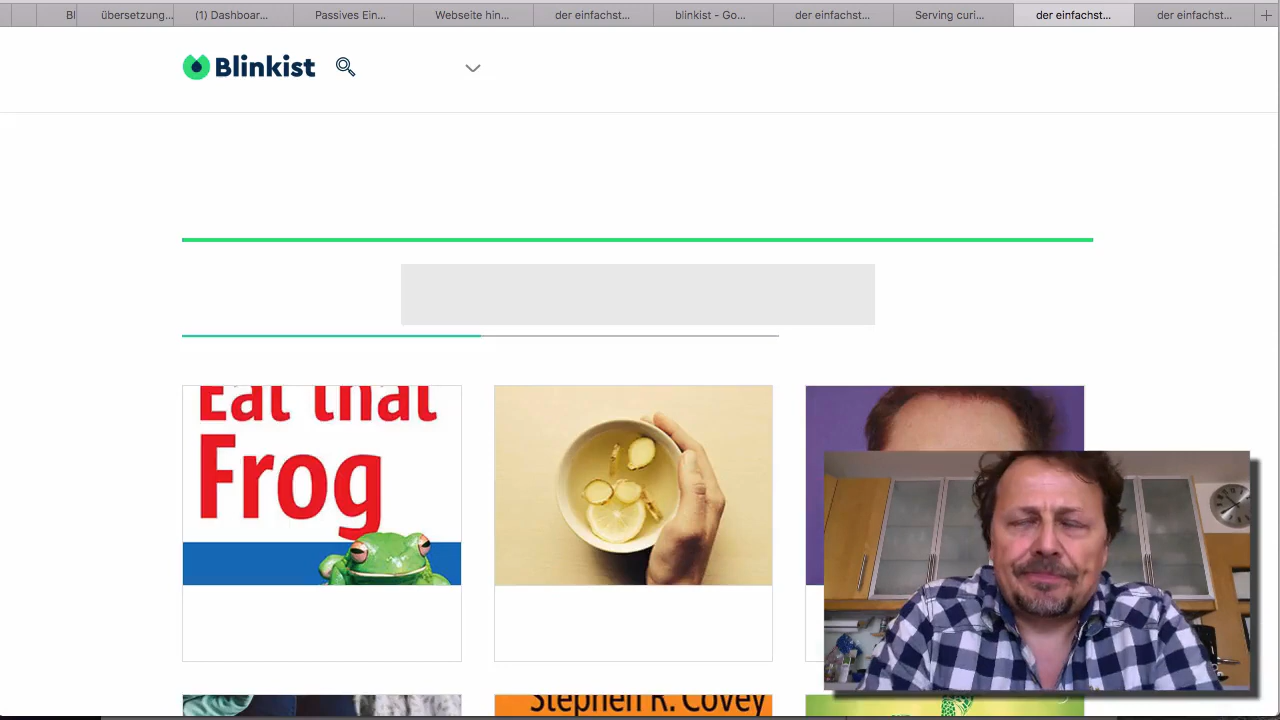 Bl
übersetzung...
(1) Dashboar...
Passives Ein...
Webseite hin...
der einfachst...
blinkist - Go...
der einfachst...
Serving curi...
der einfachst...
der einfachst...
Blinkist
Eat that
Frog
Stephen R. Covey